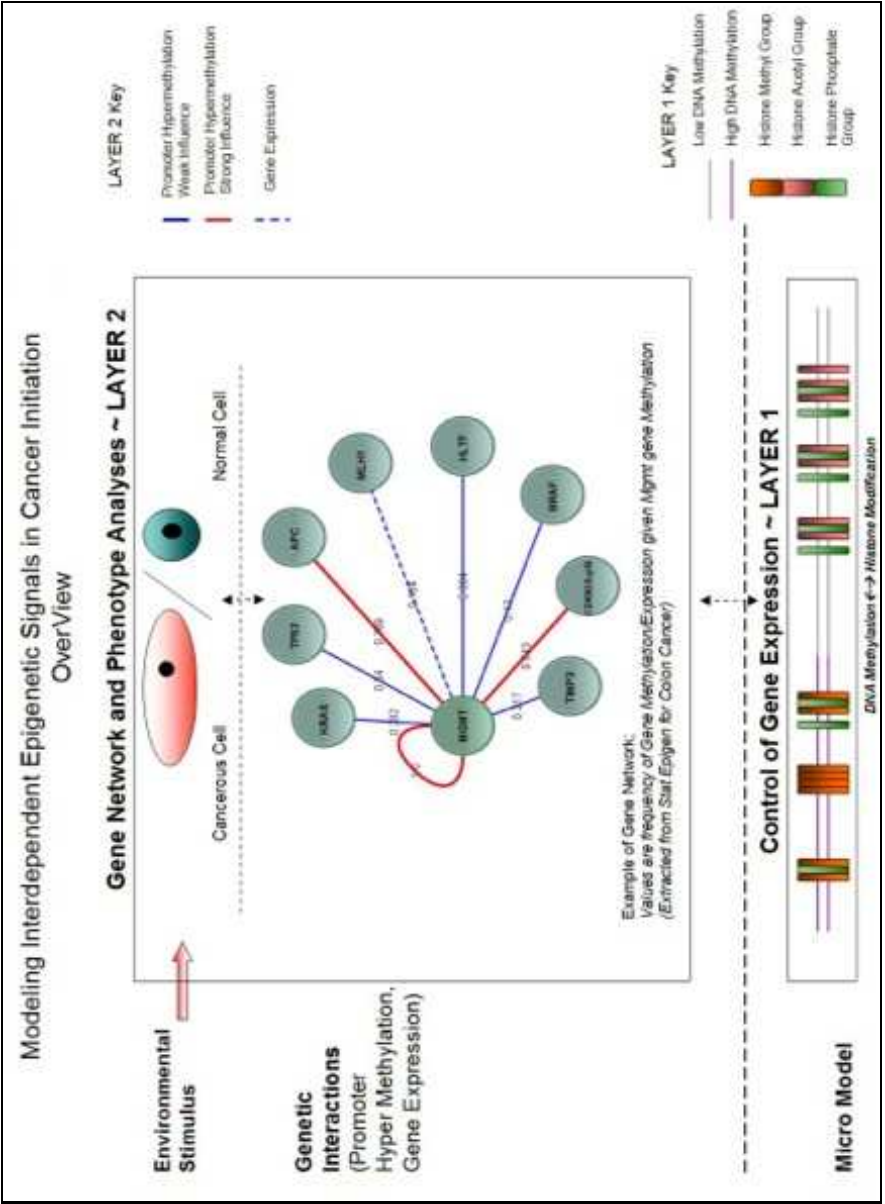 Modeling Interdependent Epigenetic Signals in Cancer Initiation
OverView
Environmental
Stimulus
Gene Network and Phenotype Analyses ~ LAYER 2
Cancerous Cell
Normal Cell
Genetic
Interactions
(Promoter
Hyper Methylation,
Gene Expression)
KRAS
TP53
APC
MLH1
HLTF
BRAF
TIMP3
MGMT
Example of Gene Network:
Values are frequency of Gene Methylation/Expression given Mgmt gene Methylation
(Extracted from Stat Epigen for Colon Cancer)
LAYER 2 Key
Promoter Hypermethylation
Weak Influence
Promoter Hypermethylation
Strong Influence
Gene Expression
LAYER 1 Key
Low DNA Methylation
High DNA Methylation
Histone Methyl Group
Histone Acetyl Group
Histone Phosphate
Group
Control of Gene Expression ~ LAYER 1
Micro Model
DNA Methylation<-> Histone Modification